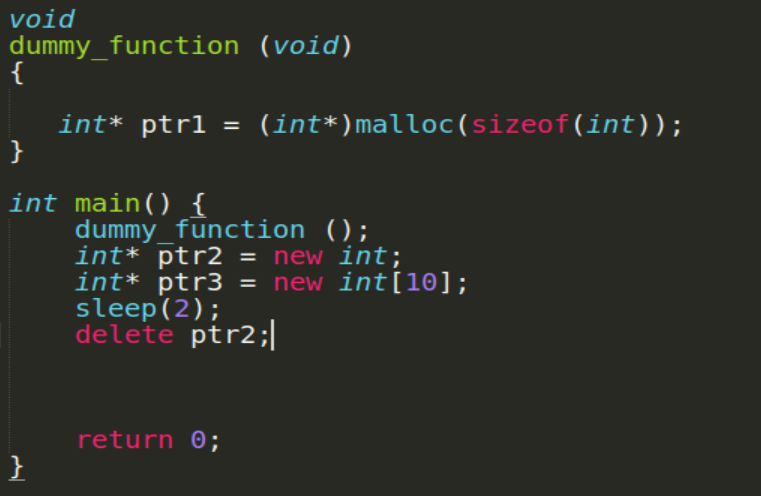 void
dummy_function (void)
{
int* ptr1 = (int*)malloc(sizeof(int));
}
int main() {
dummy_function ();
int* ptr2 = new int;
int* ptr3 = new int[10];
sleep(2);
delete ptr2;
return 0;
}